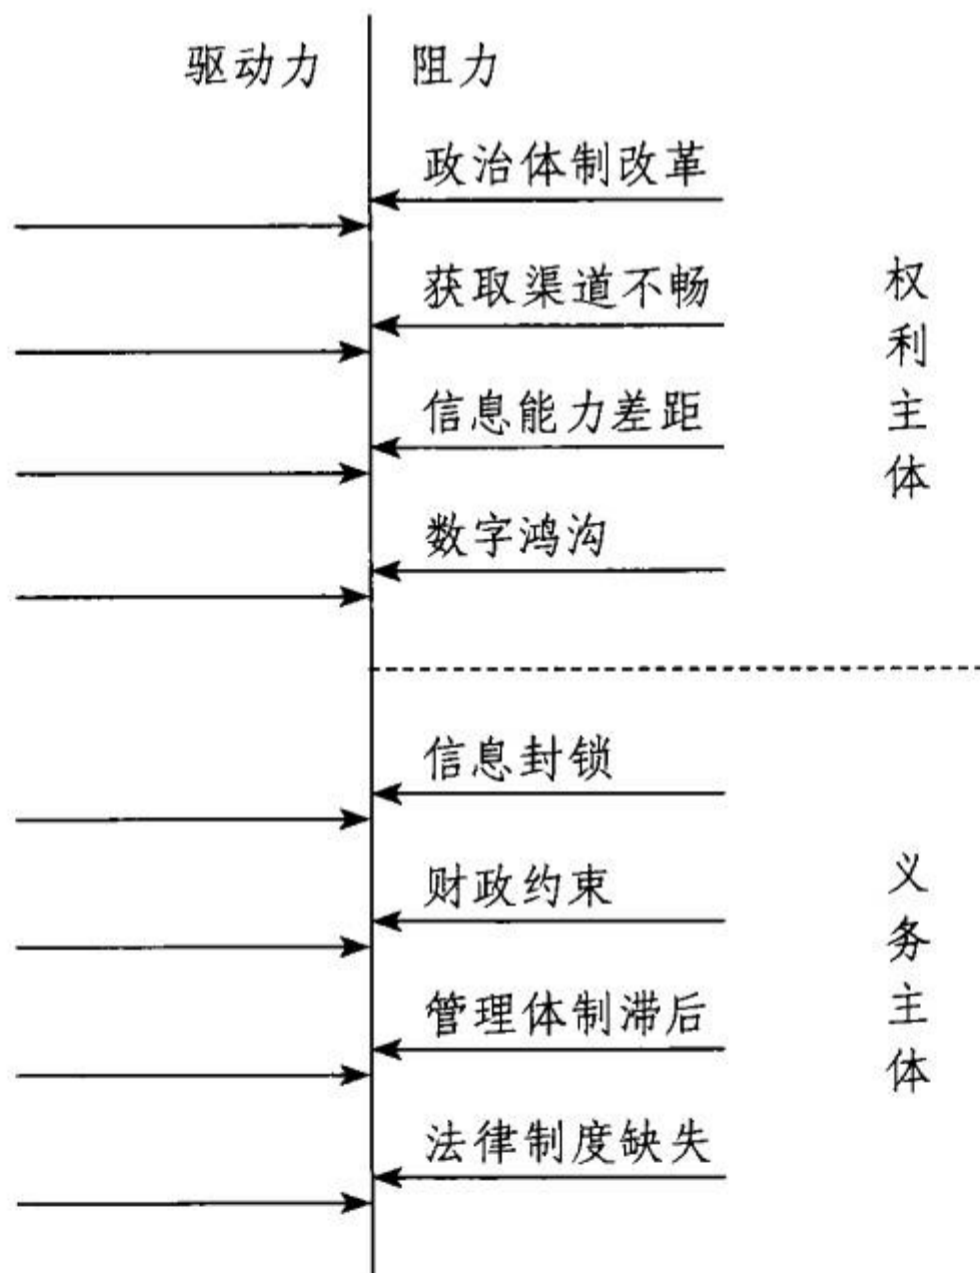 驱动力 阻力
政治体制改革
获取渠道不畅
信息能力差距
数字鸿沟
权利主体
信息封锁
财政约束
管理体制滞后
法律制度缺失
义务主体